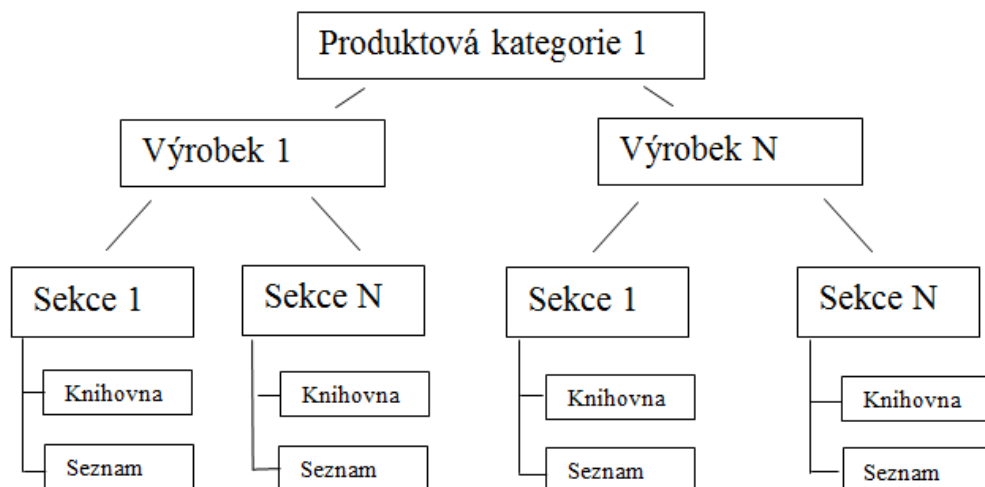 Produktová kategorie 1
Výrobek 1
Výrobek N
Sekce 1
Sekce N
Sekce 1
Sekce N
Knihovna
Knihovna
Knihovna
Knihovna
Seznam
Seznam
Seznam
Seznam